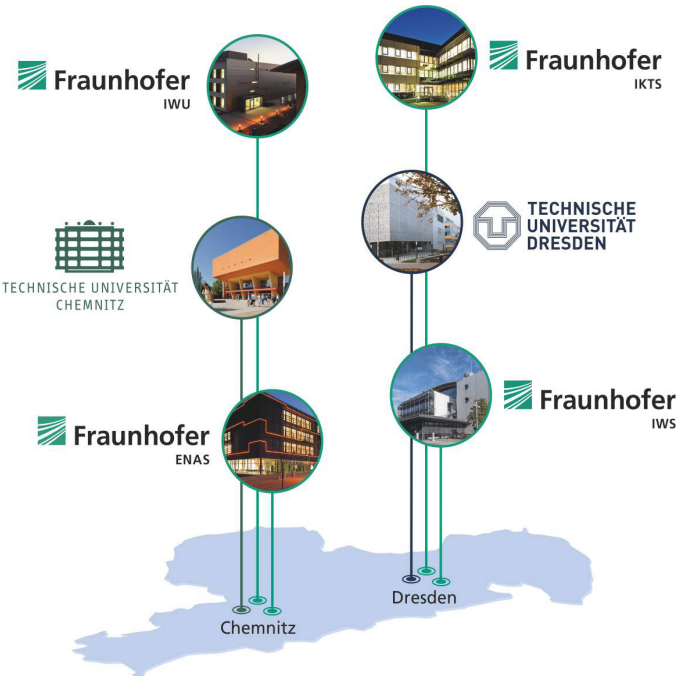 Fraunhofer
IWU
Fraunhofer
IKTS
TECHNISCHE UNIVERSITÄT
CHEMNITZ
TECHNISCHE
UNIVERSITÄT
DRESDEN
Fraunhofer
ENAS
Fraunhofer
IWS
Chemnitz
Dresden